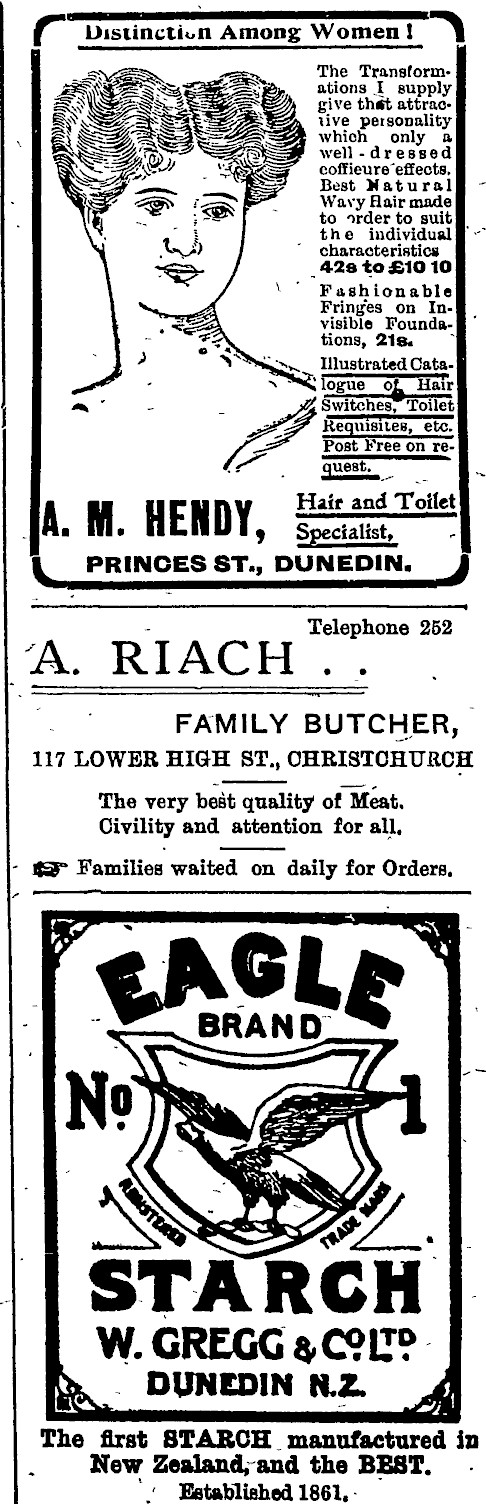 Distinction Among Women!
The Transform-
ations I supply
give that attrac-
tive personality
which only a
well-dressed
coffieure effects.
Best Natural
Wavy Hair made
to order to suit
the individual
characteristics
42s to £10 10
Fashionable
Fringes on In-
visible Founda-
tions, 21s.
Illustrated Cata-
logue of Hair
Switches, Toilet
Requisites, etc.
Post Free on re-
quest.
A. M. HENDY,
Hair and Toilet
Specialist,
PRINCES ST., DUNEDIN.
Telephone 252
A. RIACH . .
FAMILY BUTCHER,
117 LOWER HIGH ST., CHRISTCHURCH
The very best quality of Meat.
Civility and attention for all.
☞ Families waited on daily for Orders.
EAGLE
BRAND
No. 1
REGISTERED TRADE MARK
STARCH
W. GREGG & CO. LTD.
DUNEDIN N.Z.
The first STARCH manufactured in
New Zealand, and the BEST.
Established 1861.